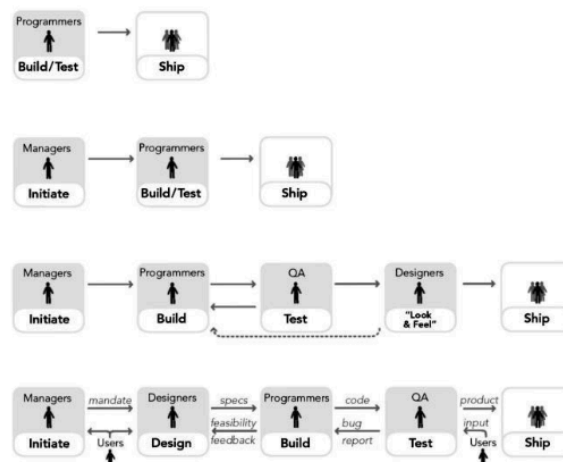 Programmers
Build/Test
Ship
Managers
Programmers
Initiate
Build/Test
Ship
Managers
Programmers
QA
Designers
Initiate
Build
Test
"Look
& Feel"
Ship
Managers
mandate
Designers
specs
Programmers
code
QA
product
feasibility
bug
input
Initiate
Users
Design
feedback
Build
report
Test
Users
Ship